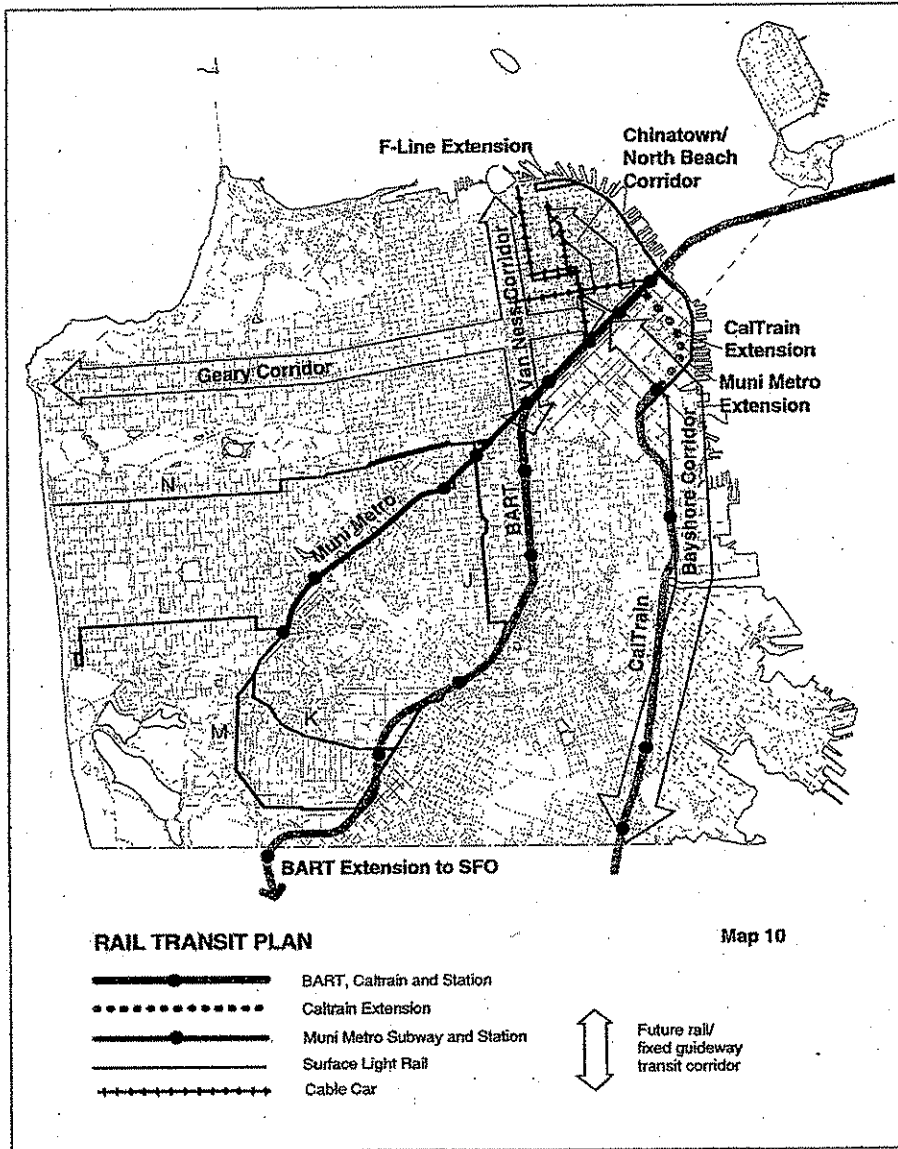 F-Line Extension
Chinatown/
North Beach
Corridor
Van Ness Corridor
CalTrain
Extension
Geary Corridor
Muni Metro
Extension
Bayshore Corridor
N
Muni Metro
BART
J
L
CalTrain
M
K
BART Extension to SFO
RAIL TRANSIT PLAN
Map 10
BART, Caltrain and Station
Caltrain Extension
Muni Metro Subway and Station
Surface Light Rail
Cable Car
Future rail/
fixed guideway
transit corridor